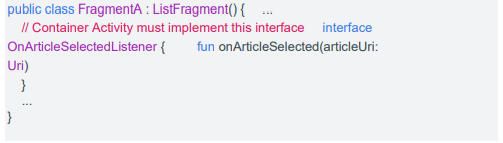 public class FragmentA : ListFragment() {     ...
    // Container Activity must implement this interface     interface
OnArticleSelectedListener {         fun onArticleSelected(articleUri:
Uri)
    }
    ...
}